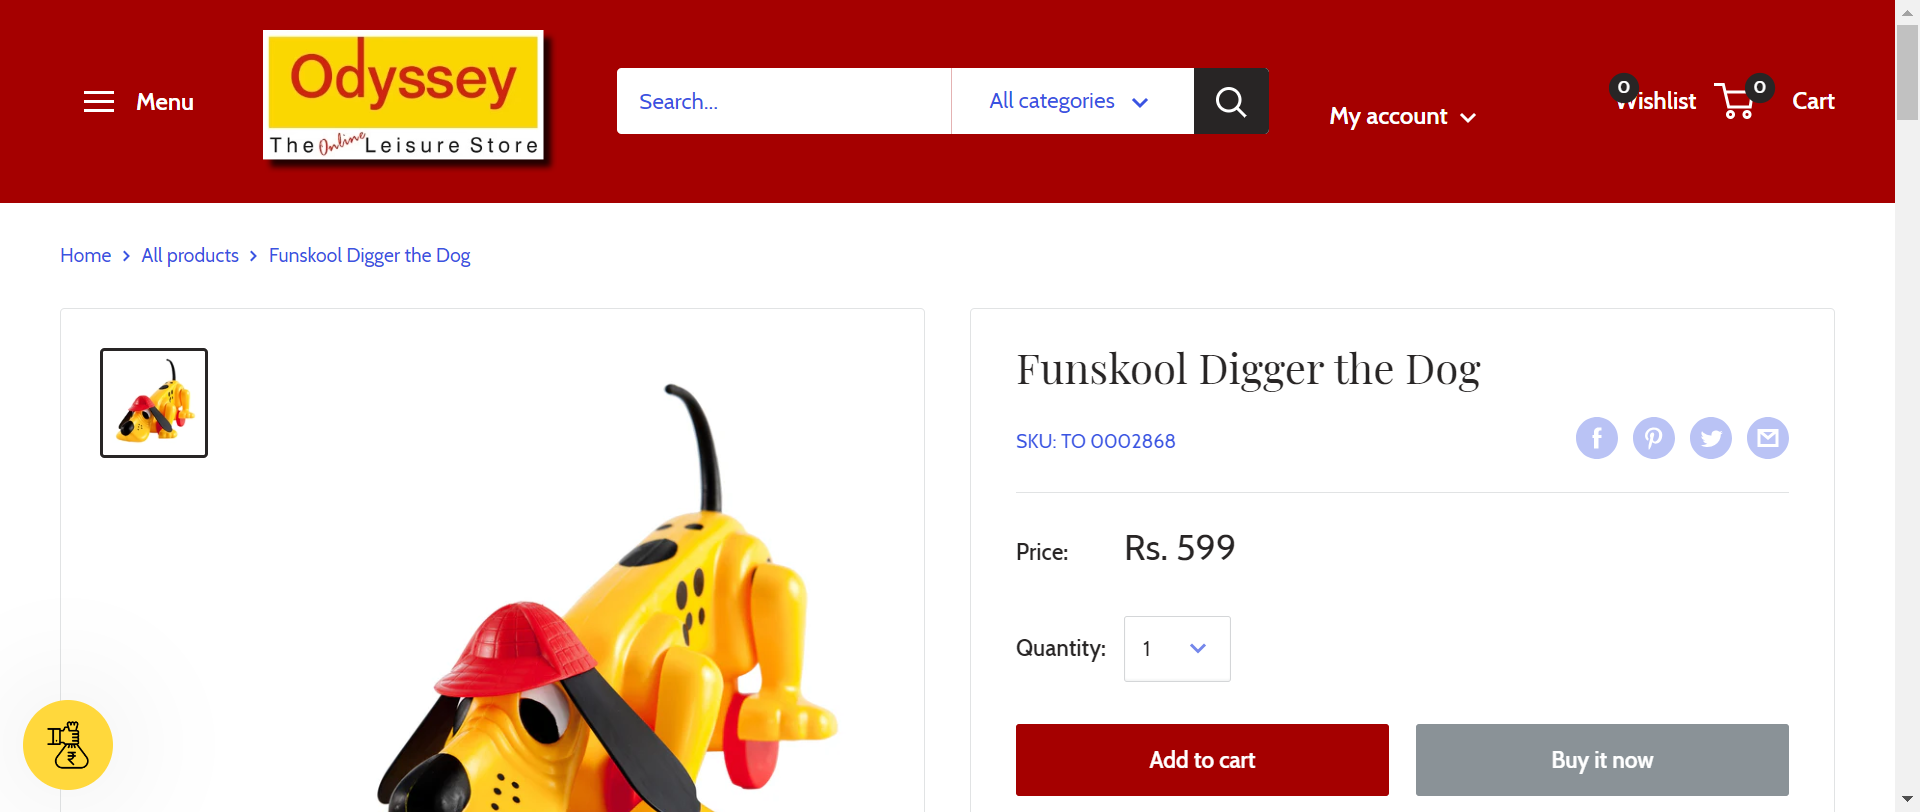 Menu
Odyssey
The Online Leisure Store
Search...
All categories
My account
0
Wishlist
0
Cart
Home > All products > Funskool Digger the Dog
Funskool Digger the Dog
SKU: TO 0002868
Price: Rs. 599
Quantity: 1
Add to cart
Buy it now
₹